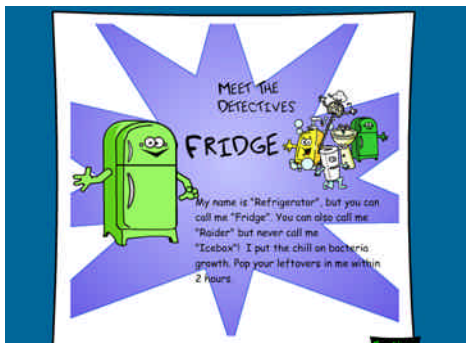 MEET THE
DETECTIVES
FRIDGE
My name is "Refrigerator", but you can
call me "Fridge". You can also call me
"Raider" but never call me
"Icebox"! I put the chill on bacteria
growth. Pop your leftovers in me within
2 hours.